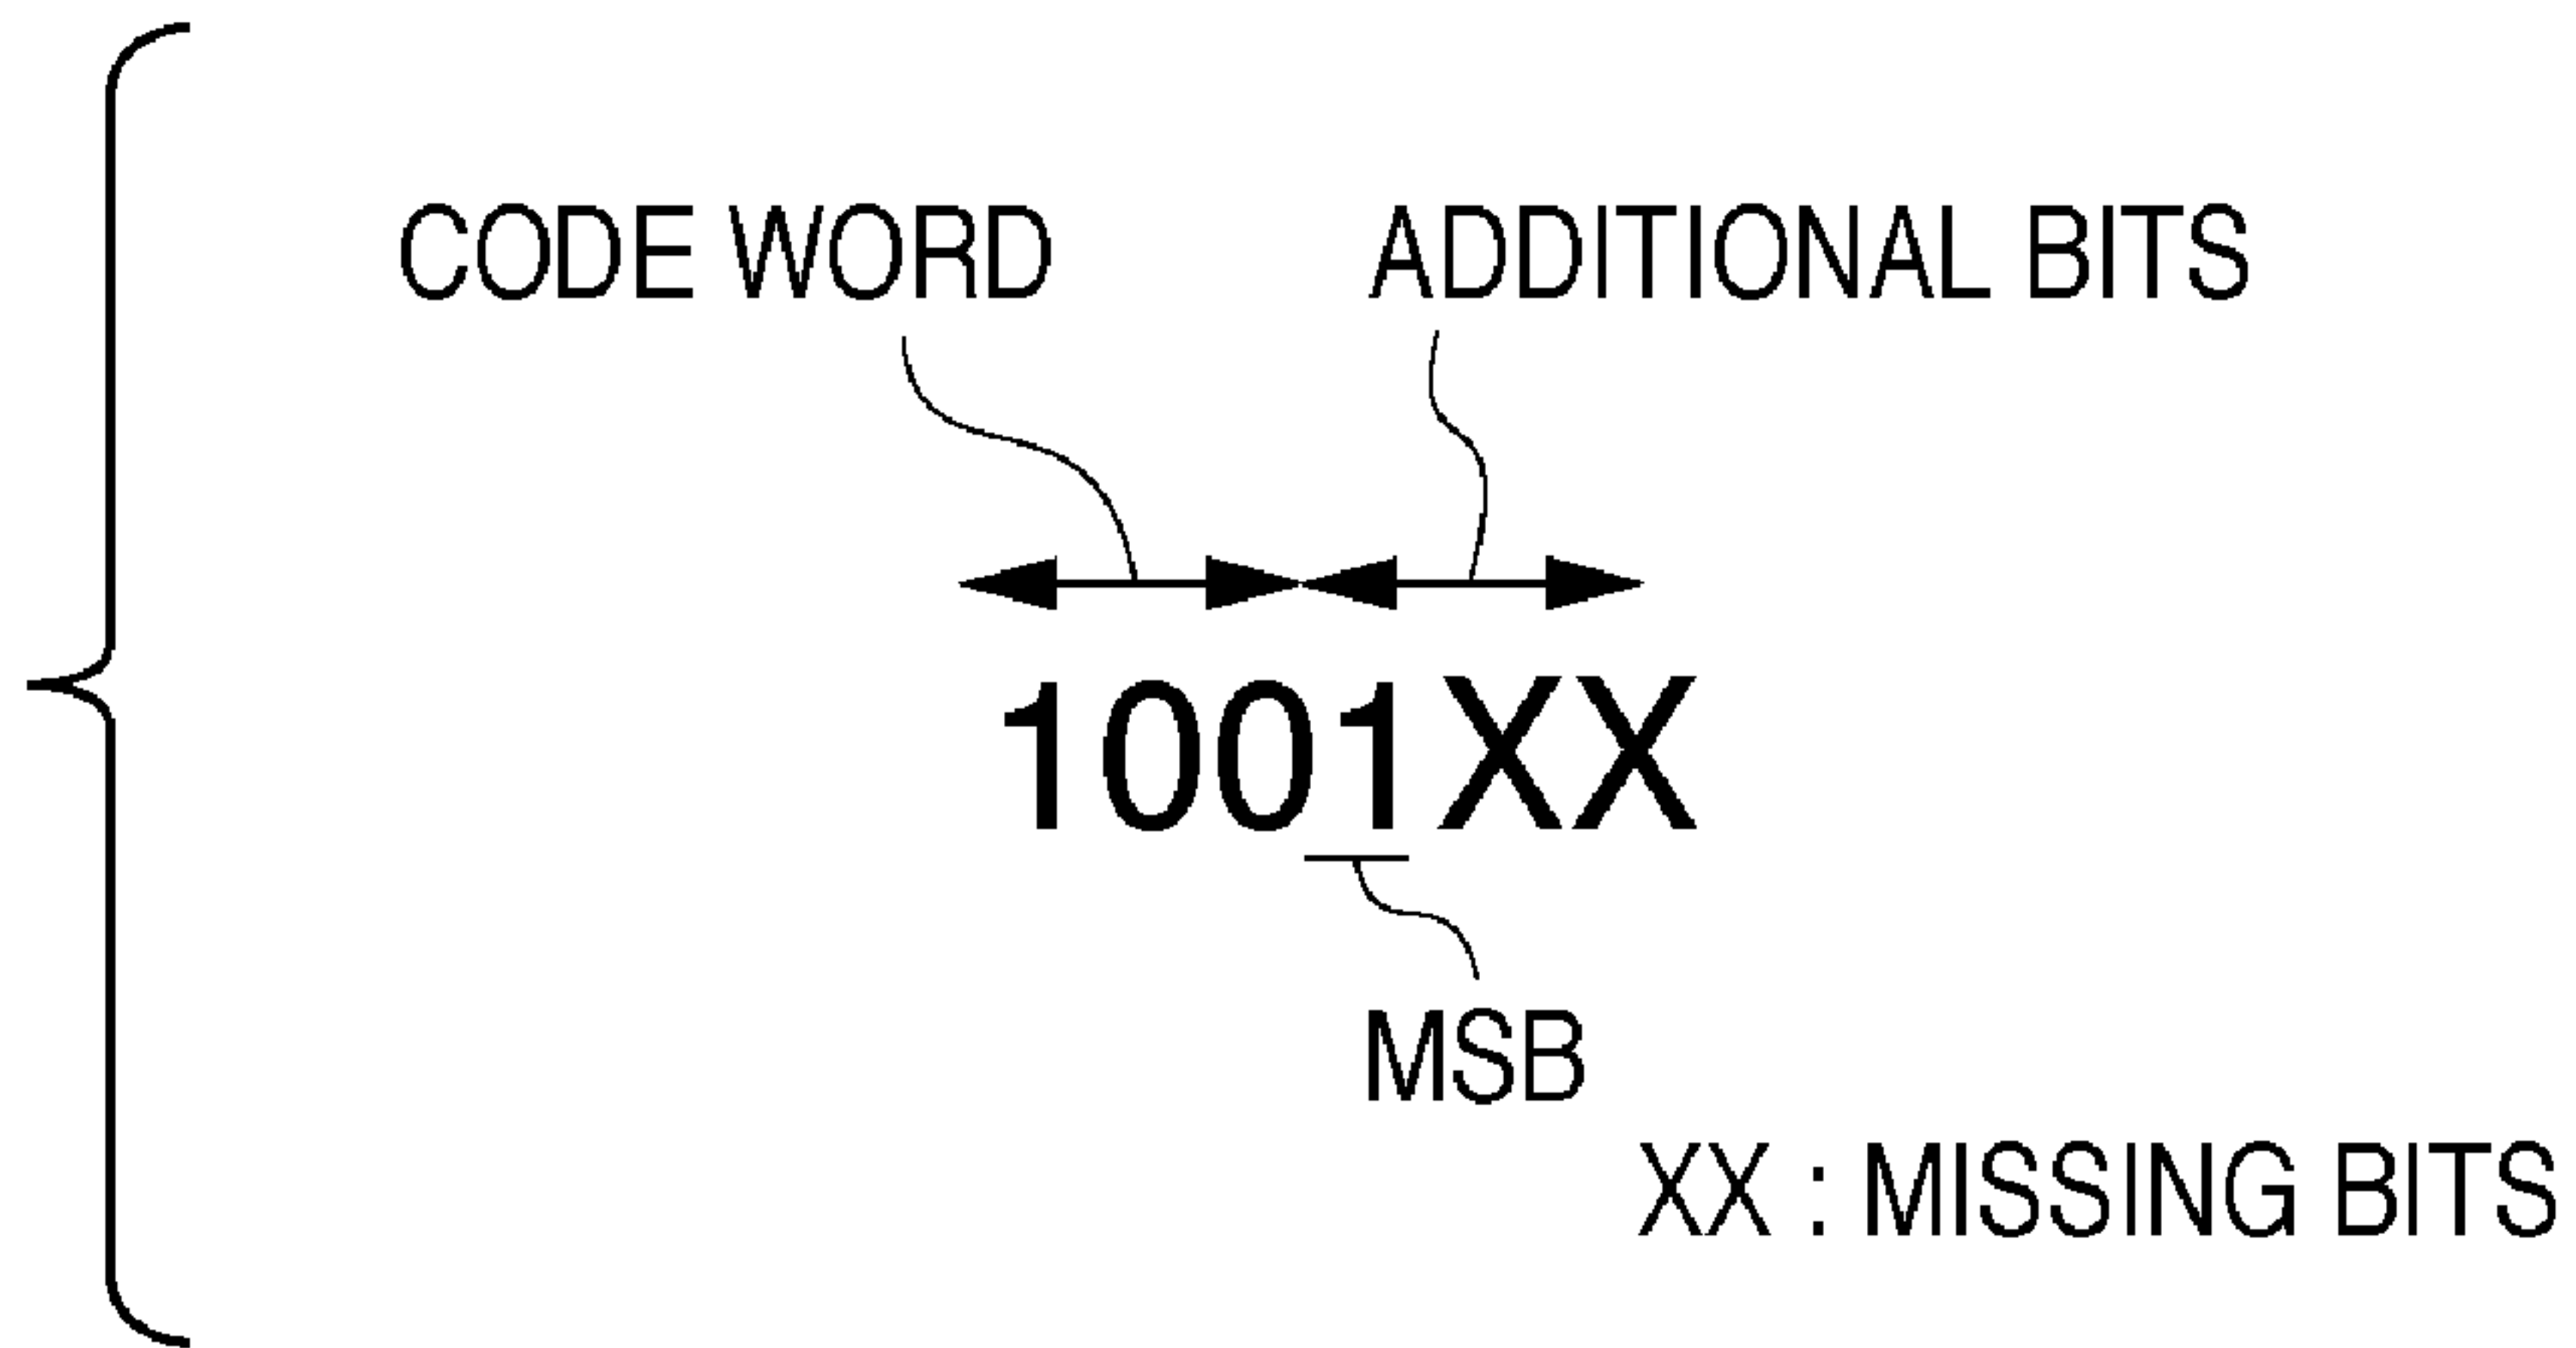 CODE WORD ADDITIONAL BITS
1001XX
MSB
XX : MISSING BITS